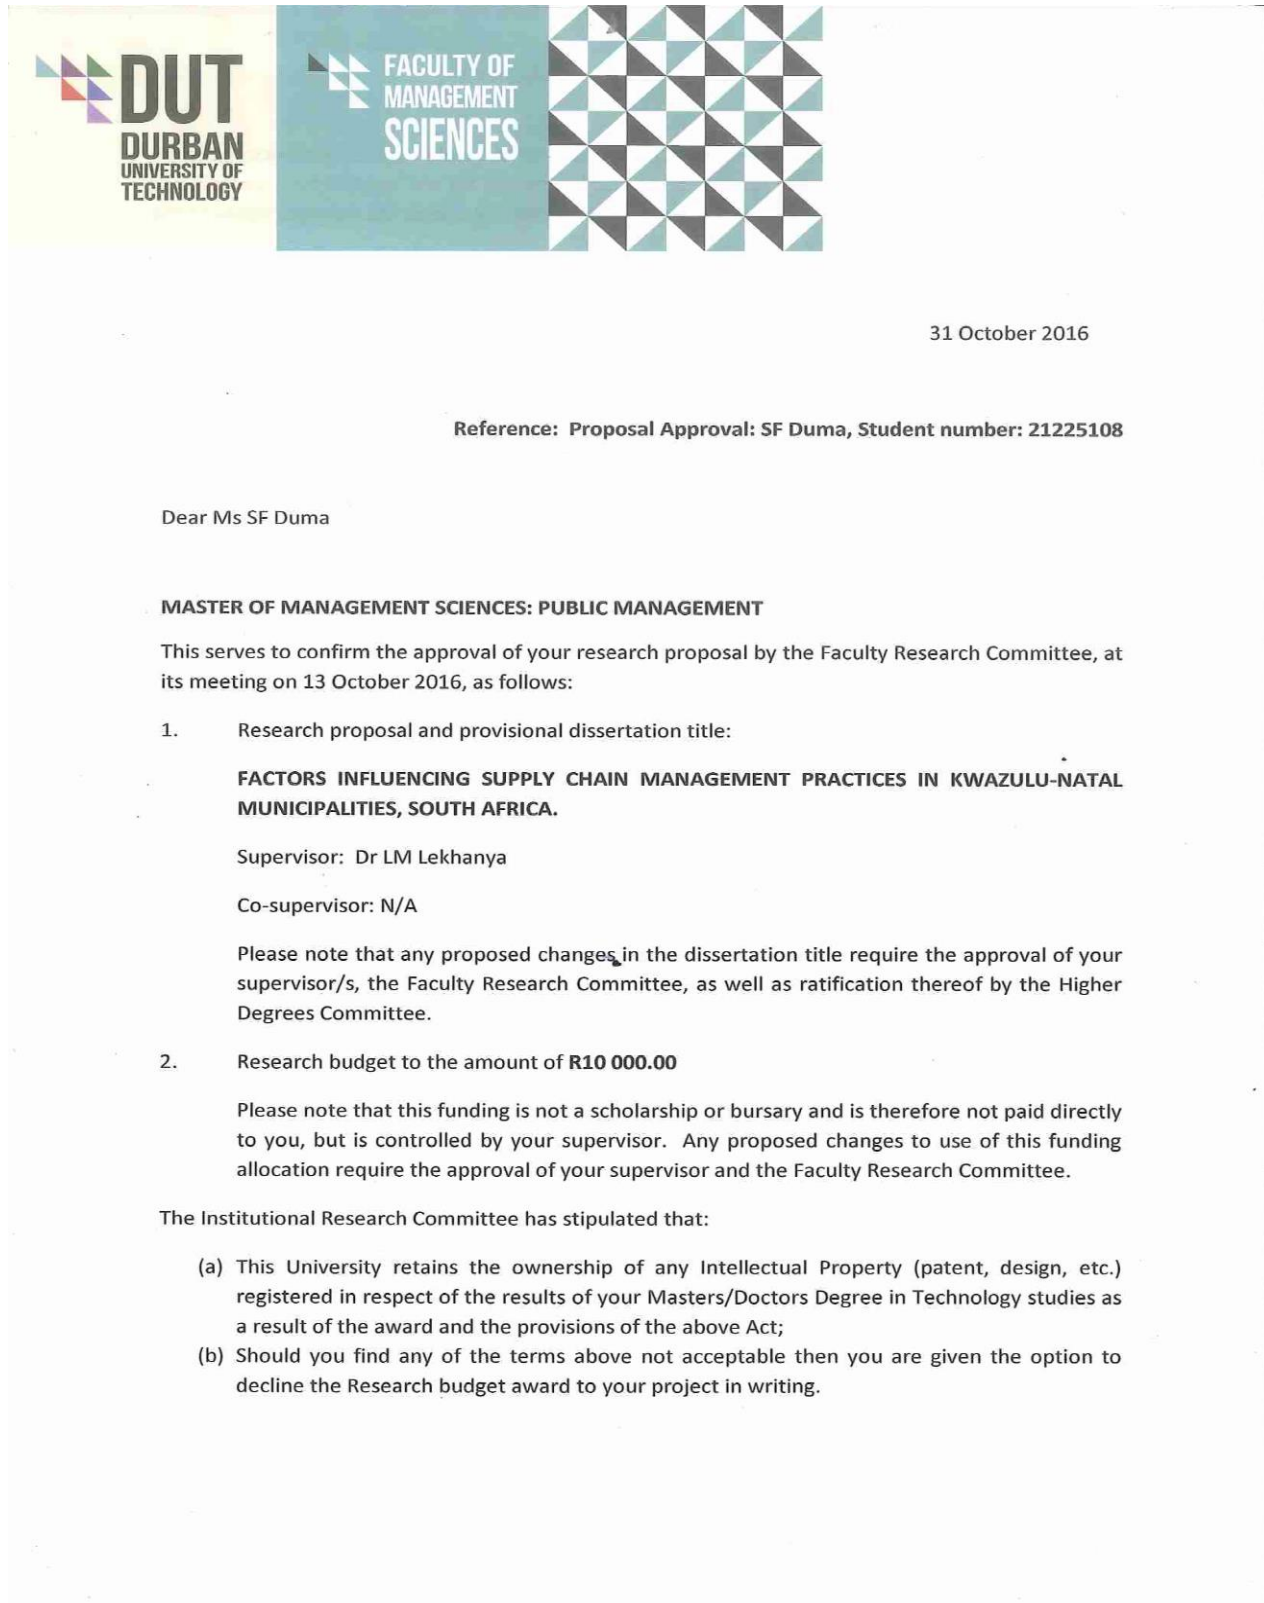 DUT
DURBAN
UNIVERSITY OF
TECHNOLOGY
FACULTY OF
MANAGEMENT
SCIENCES
31 October 2016
Reference: Proposal Approval: SF Duma, Student number: 21225108
Dear Ms SF Duma
MASTER OF MANAGEMENT SCIENCES: PUBLIC MANAGEMENT
This serves to confirm the approval of your research proposal by the Faculty Research Committee, at
its meeting on 13 October 2016, as follows:
1. Research proposal and provisional dissertation title:
FACTORS INFLUENCING SUPPLY CHAIN MANAGEMENT PRACTICES IN KWAZULU-NATAL
MUNICIPALITIES, SOUTH AFRICA.
Supervisor: Dr LM Lekhanya
Co-supervisor: N/A
Please note that any proposed changes in the dissertation title require the approval of your
supervisor/s, the Faculty Research Committee, as well as ratification thereof by the Higher
Degrees Committee.
2. Research budget to the amount of R10 000.00
Please note that this funding is not a scholarship or bursary and is therefore not paid directly
to you, but is controlled by your supervisor. Any proposed changes to use of this funding
allocation require the approval of your supervisor and the Faculty Research Committee.
The Institutional Research Committee has stipulated that:
(a) This University retains the ownership of any Intellectual Property (patent, design, etc.)
registered in respect of the results of your Masters/Doctors Degree in Technology studies as
a result of the award and the provisions of the above Act;
(b) Should you find any of the terms above not acceptable then you are given the option to
decline the Research budget award to your project in writing.